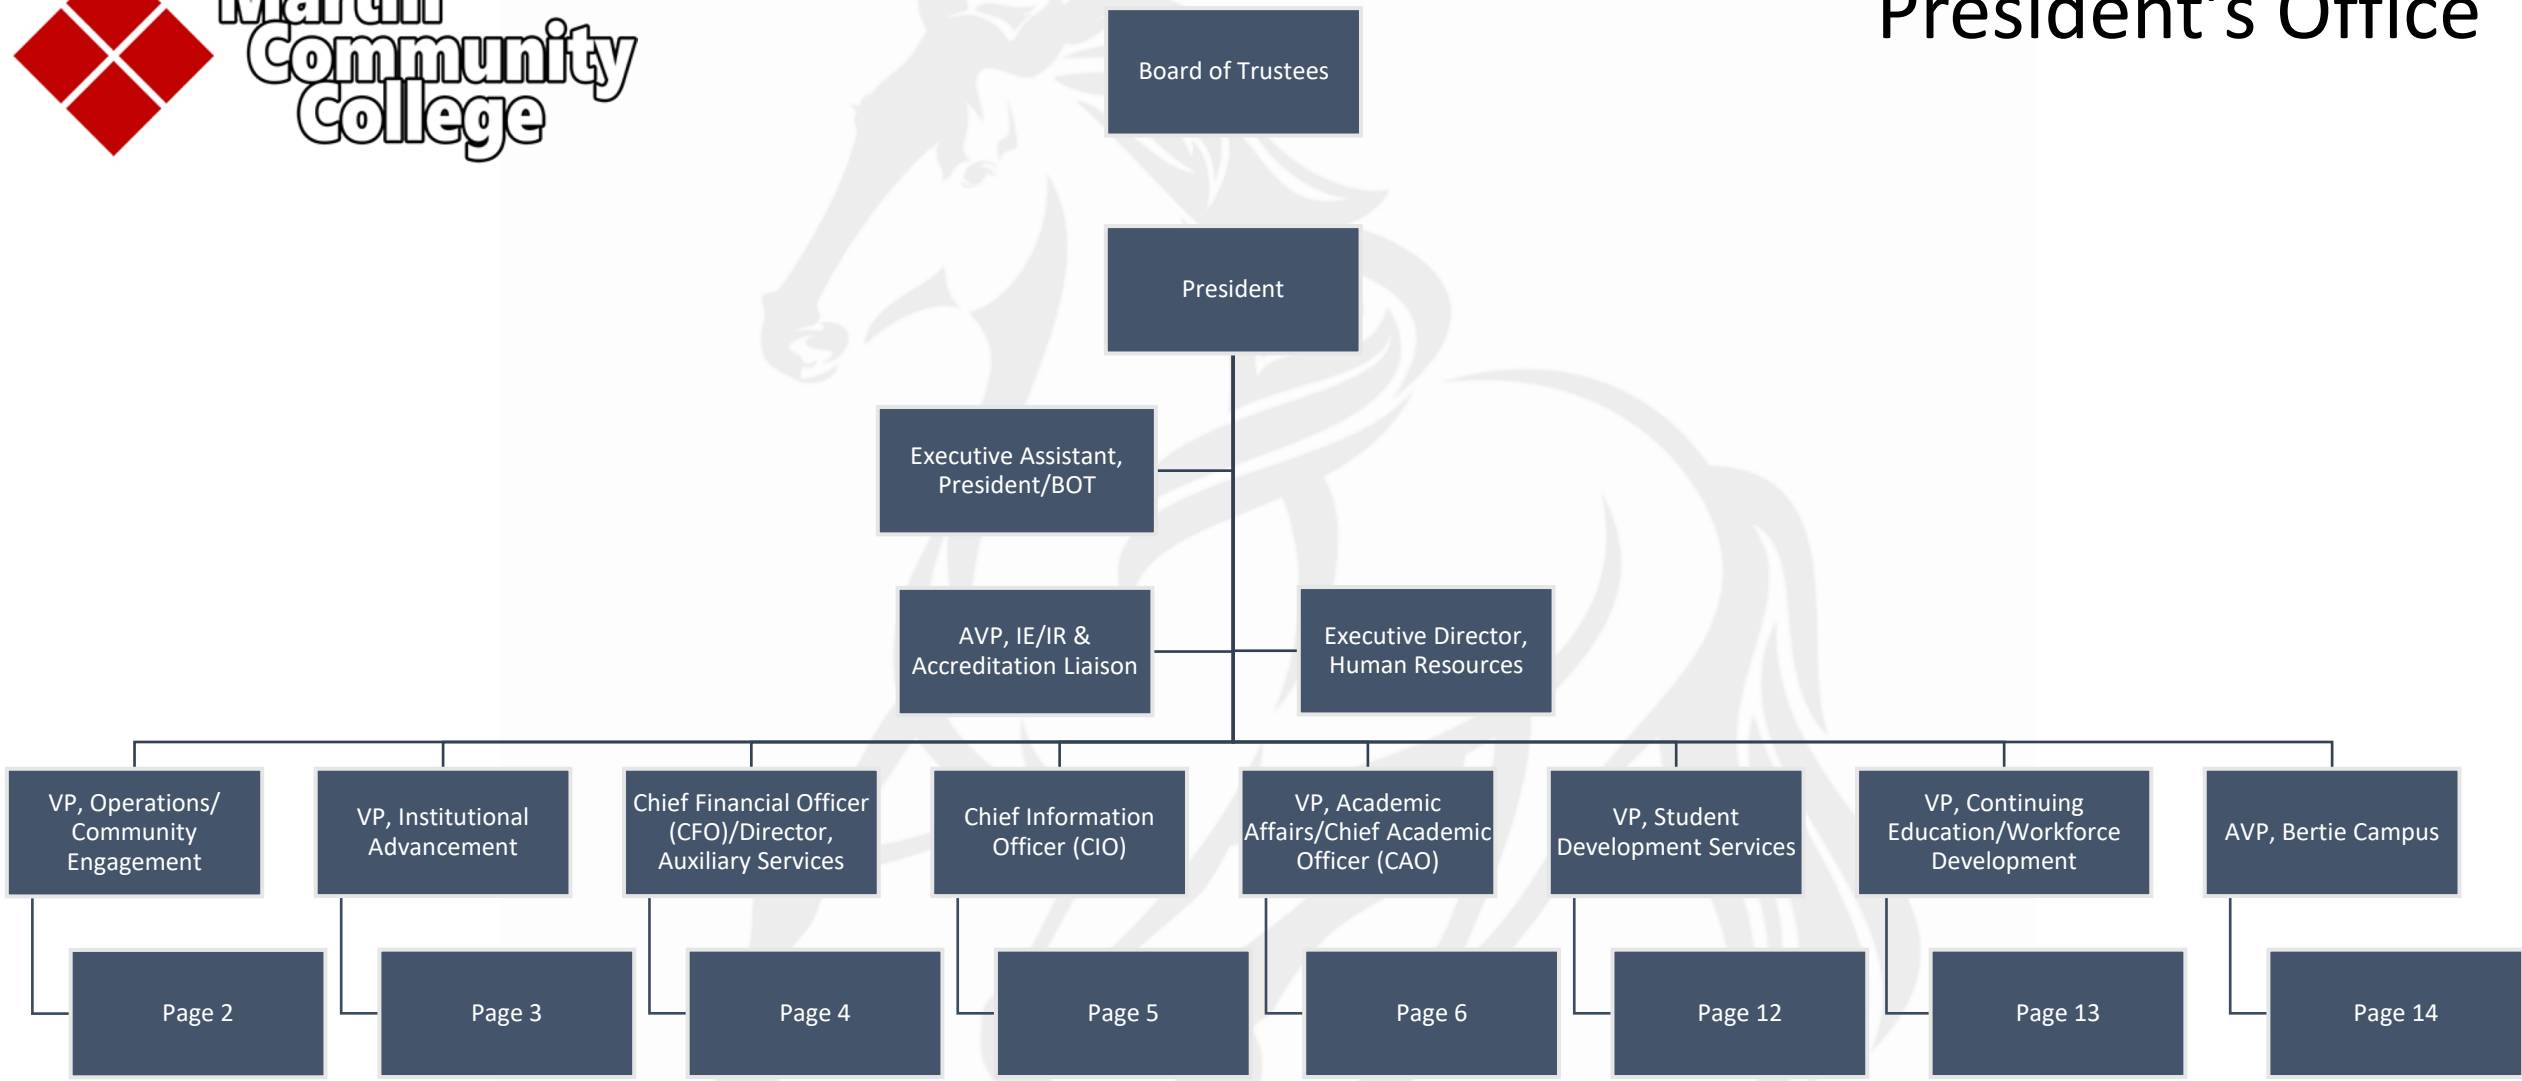 Martin
Community
College
President's Office
Board of Trustees
President
Executive Assistant,
President/BOT
AVP, IE/IR &
Accreditation Liaison
Executive Director,
Human Resources
VP, Operations/
Community
Engagement
VP, Institutional
Advancement
Chief Financial Officer
(CFO)/Director,
Auxiliary Services
Chief Information
Officer (CIO)
VP, Academic
Affairs/Chief Academic
Officer (CAO)
VP, Student
Development Services
VP, Continuing
Education/Workforce
Development
AVP, Bertie Campus
Page 2
Page 3
Page 4
Page 5
Page 6
Page 12
Page 13
Page 14